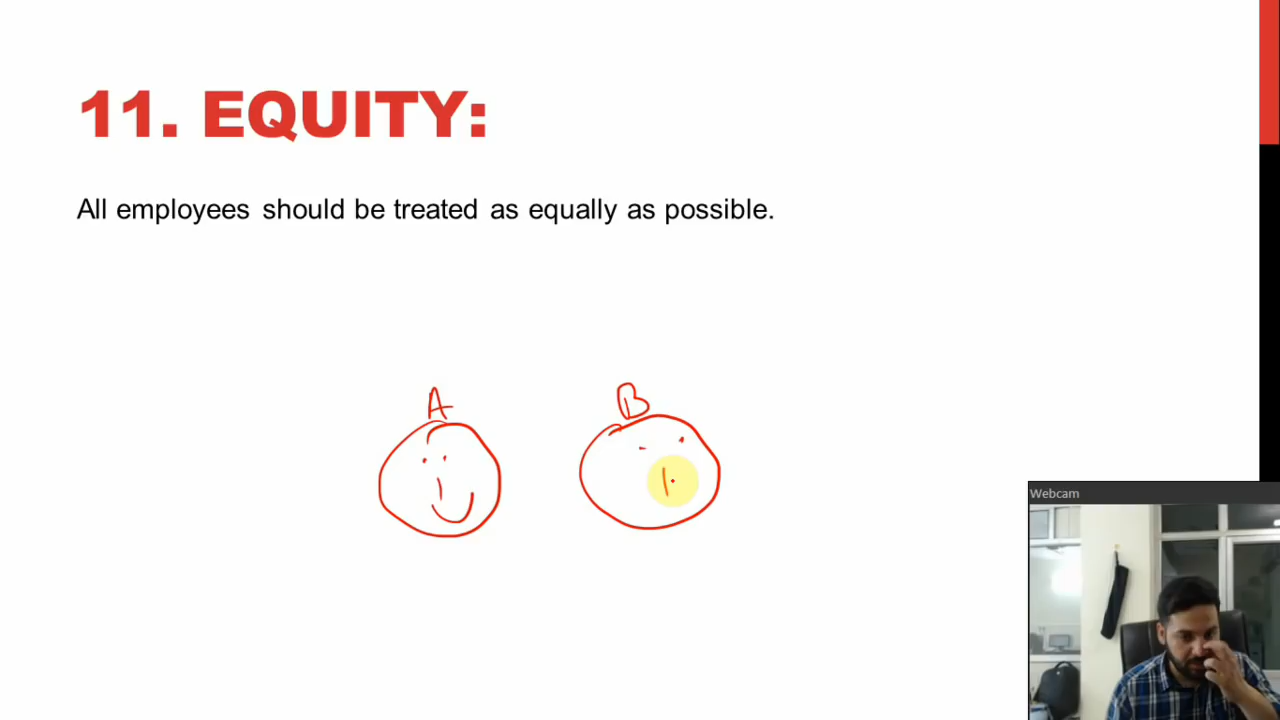 11. EQUITY:
All employees should be treated as equally as possible.
A
B
Webcam